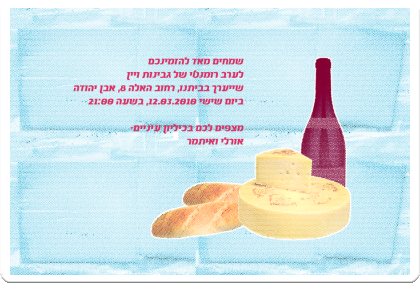 שמחים מאד להזמינכם
לערב רומנטי של גבינות ויין
שייערך בביתנו, רחוב האלה 8, אבן יהודה
ביום שישי 12.03.2010, בשעה 21:00
מצפים לכם בכיליון עיניים-
אורלי ואיתמר